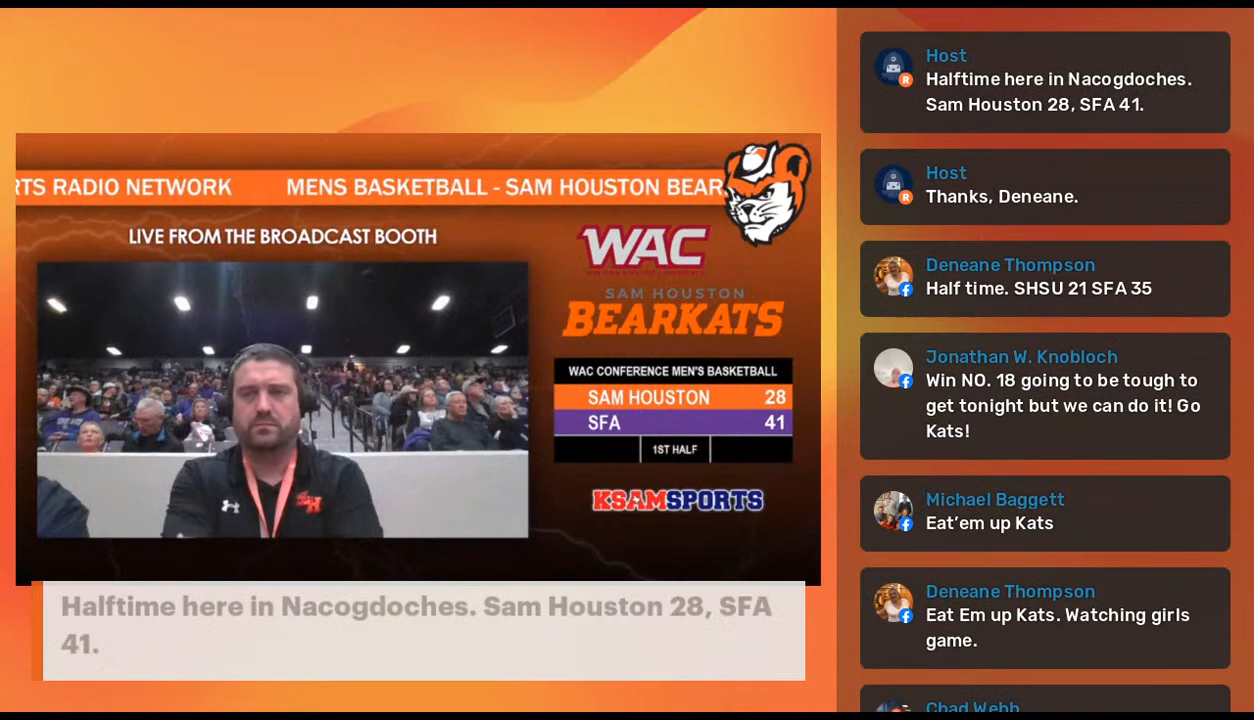 RTS RADIO NETWORK MENS BASKETBALL - SAM HOUSTON BEAR
LIVE FROM THE BROADCAST BOOTH
WAC
SAM HOUSTON
BEARKATS
WAC CONFERENCE MEN'S BASKETBALL
SAM HOUSTON 28
SFA 41
1ST HALF
KSAMSPORTS
Halftime here in Nacogdoches. Sam Houston 28, SFA
41.
Host
Halftime here in Nacogdoches.
Sam Houston 28, SFA 41.
Host
Thanks, Deneane.
Deneane Thompson
Half time. SHSU 21 SFA 35
Jonathan W. Knobloch
Win NO. 18 going to be tough to
get tonight but we can do it! Go
Kats!
Michael Baggett
Eat'em up Kats
Deneane Thompson
Eat Em up Kats. Watching girls
game.
Chad Webb